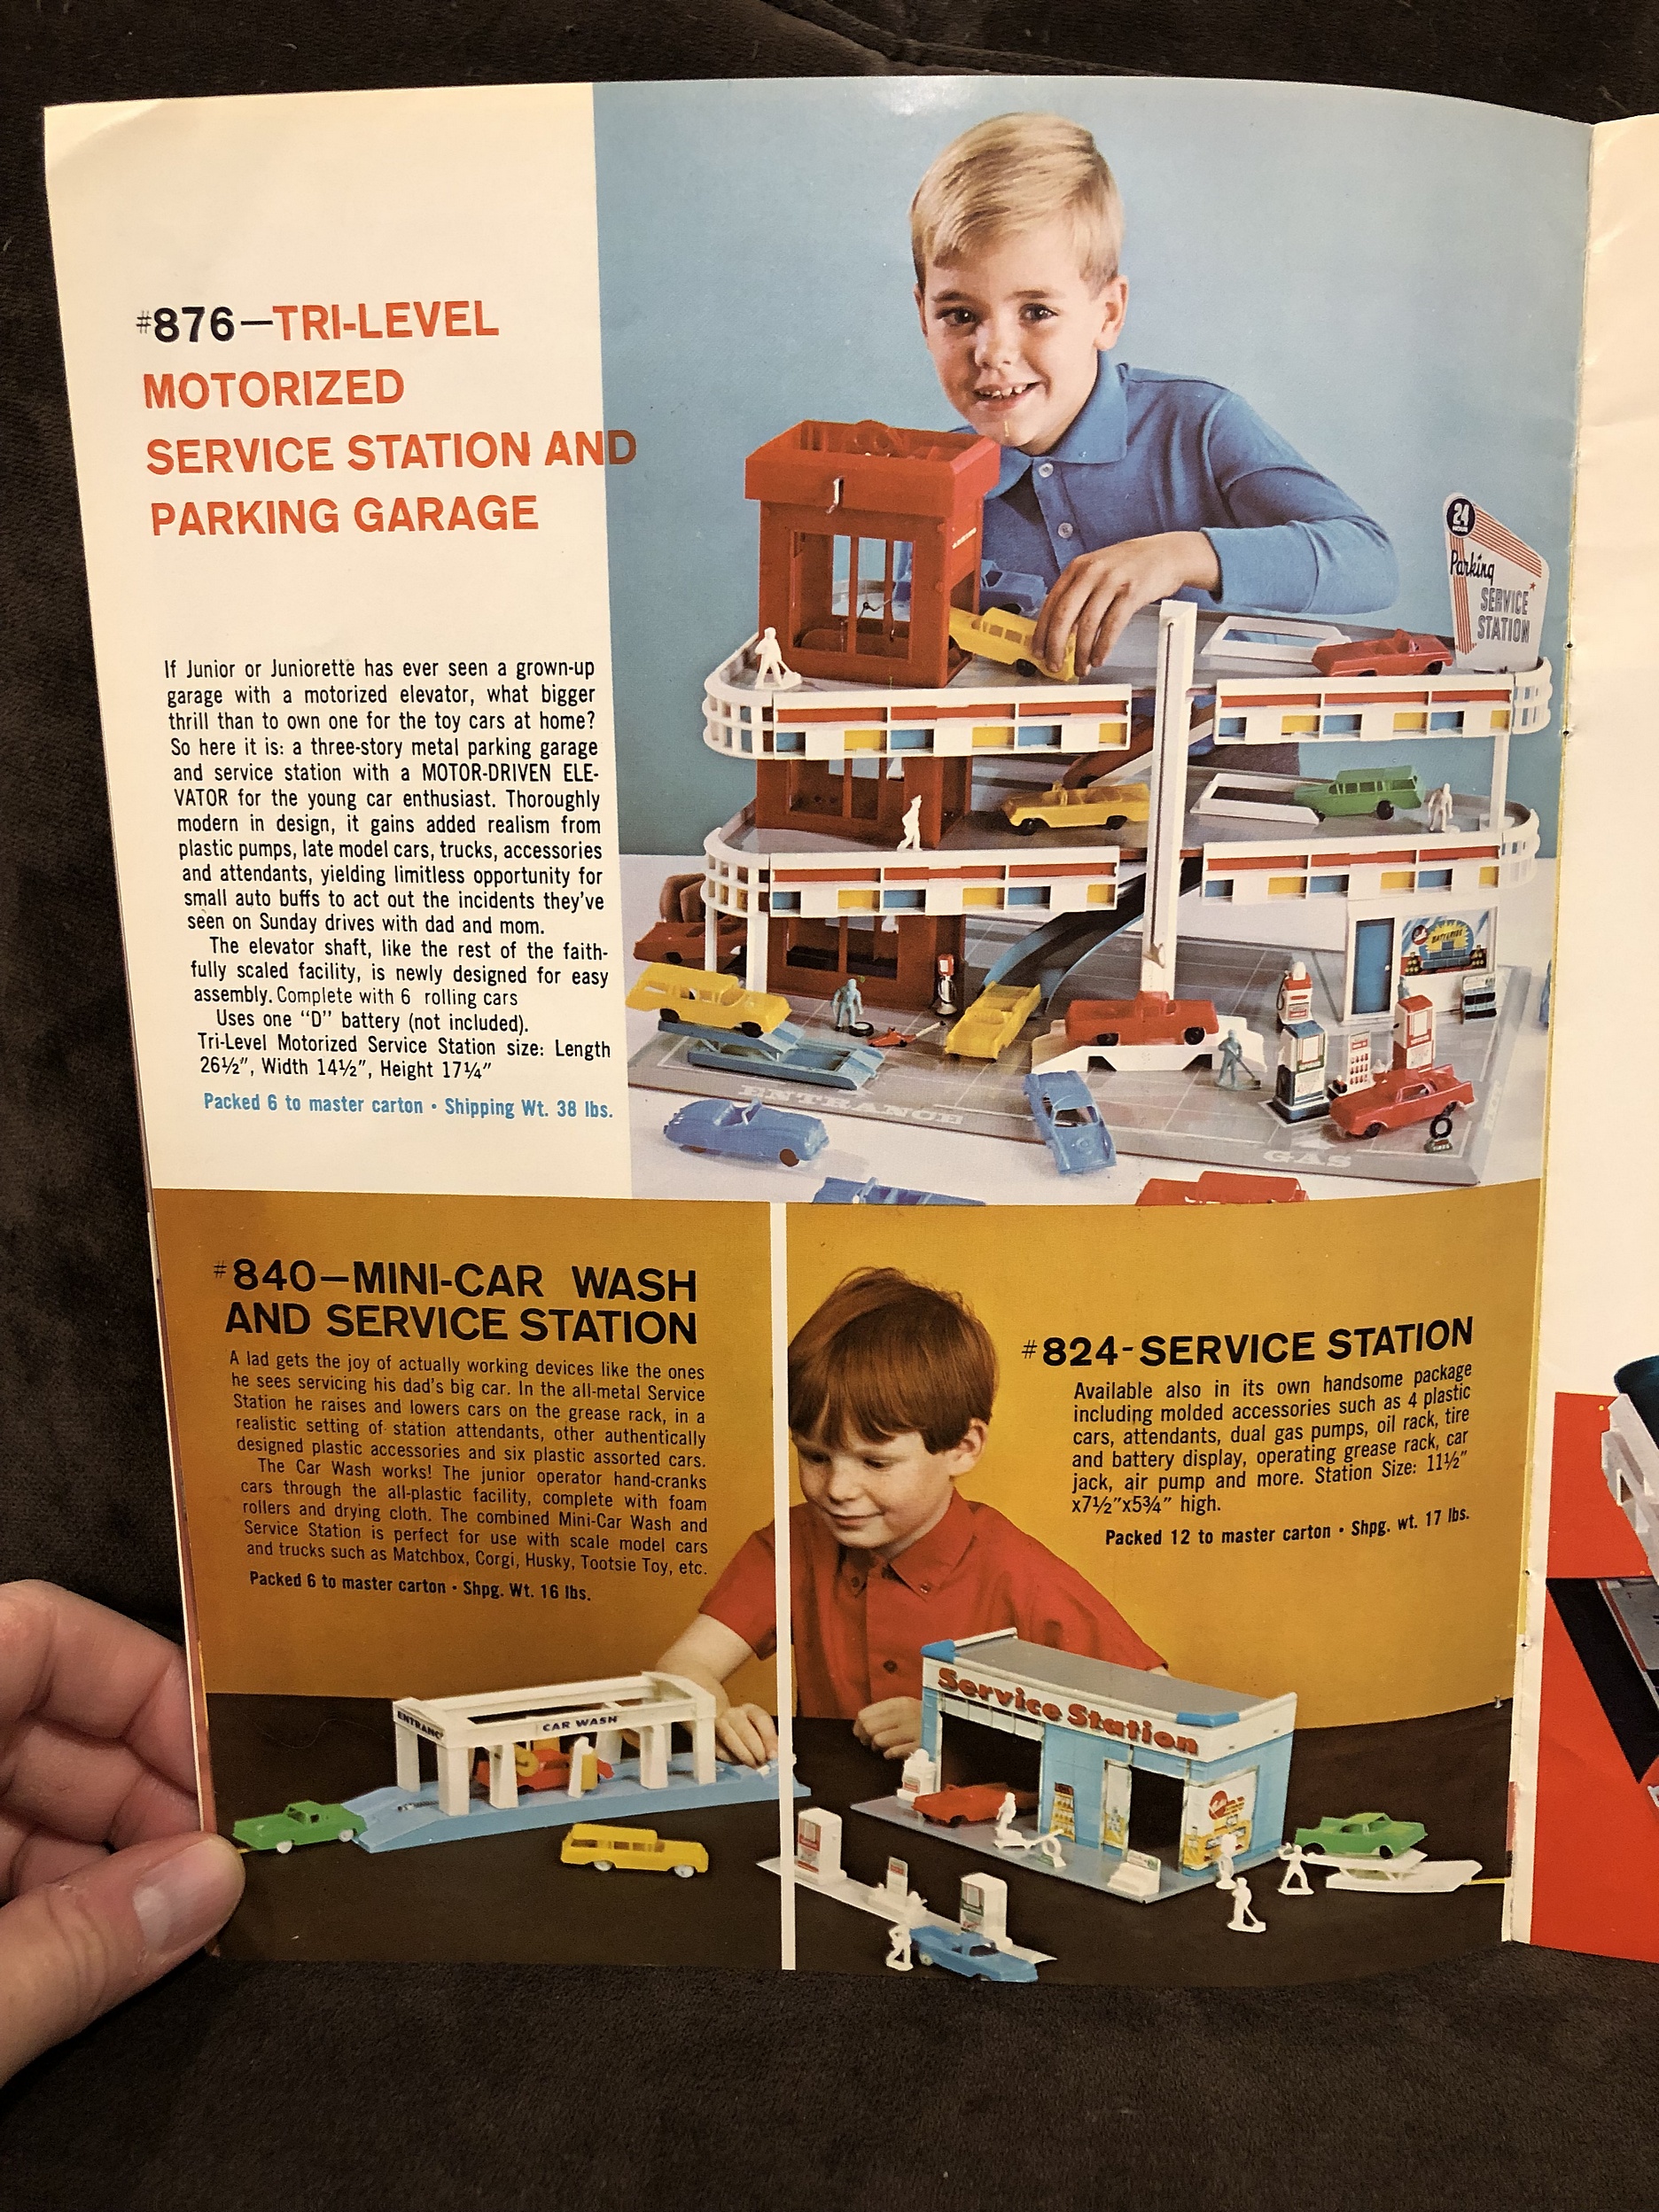 #876—TRI-LEVEL
MOTORIZED
SERVICE STATION AND
PARKING GARAGE
If Junior or Juniorette has ever seen a grown-up
garage with a motorized elevator, what bigger
thrill than to own one for the toy cars at home?
So here it is: a three-story metal parking garage
and service station with a MOTOR-DRIVEN ELE-
VATOR for the young car enthusiast. Thoroughly
modern in design, it gains added realism from
plastic pumps, late model cars, trucks, accessories
and attendants, yielding limitless opportunity for
small auto buffs to act out the incidents they've
seen on Sunday drives with dad and mom.
The elevator shaft, like the rest of the faith-
fully scaled facility, is newly designed for easy
assembly. Complete with 6 rolling cars
Uses one "D" battery (not included).
Tri-Level Motorized Service Station size: Length
26½", Width 14½", Height 17¼"
Packed 6 to master carton • Shipping Wt. 38 lbs.
24
HOUR
Parking
SERVICE
STATION
BATTERIES
ENTRANCE
GAS
#840—MINI-CAR WASH
AND SERVICE STATION
A lad gets the joy of actually working devices like the ones
he sees servicing his dad's big car. In the all-metal Service
Station he raises and lowers cars on the grease rack, in a
realistic setting of station attendants, other authentically
designed plastic accessories and six plastic assorted cars.
The Car Wash works! The junior operator hand-cranks
cars through the all-plastic facility, complete with foam
rollers and drying cloth. The combined Mini-Car Wash and
Service Station is perfect for use with scale model cars
and trucks such as Matchbox, Corgi, Husky, Tootsie Toy, etc.
Packed 6 to master carton • Shpg. Wt. 16 lbs.
ENTRANCE
CAR WASH
#824-SERVICE STATION
Available also in its own handsome package
including molded accessories such as 4 plastic
cars, attendants, dual gas pumps, oil rack, tire
and battery display, operating grease rack, car
jack, air pump and more. Station Size: 11½"
x7½"x5¾" high.
Packed 12 to master carton • Shpg. wt. 17 lbs.
Service Station